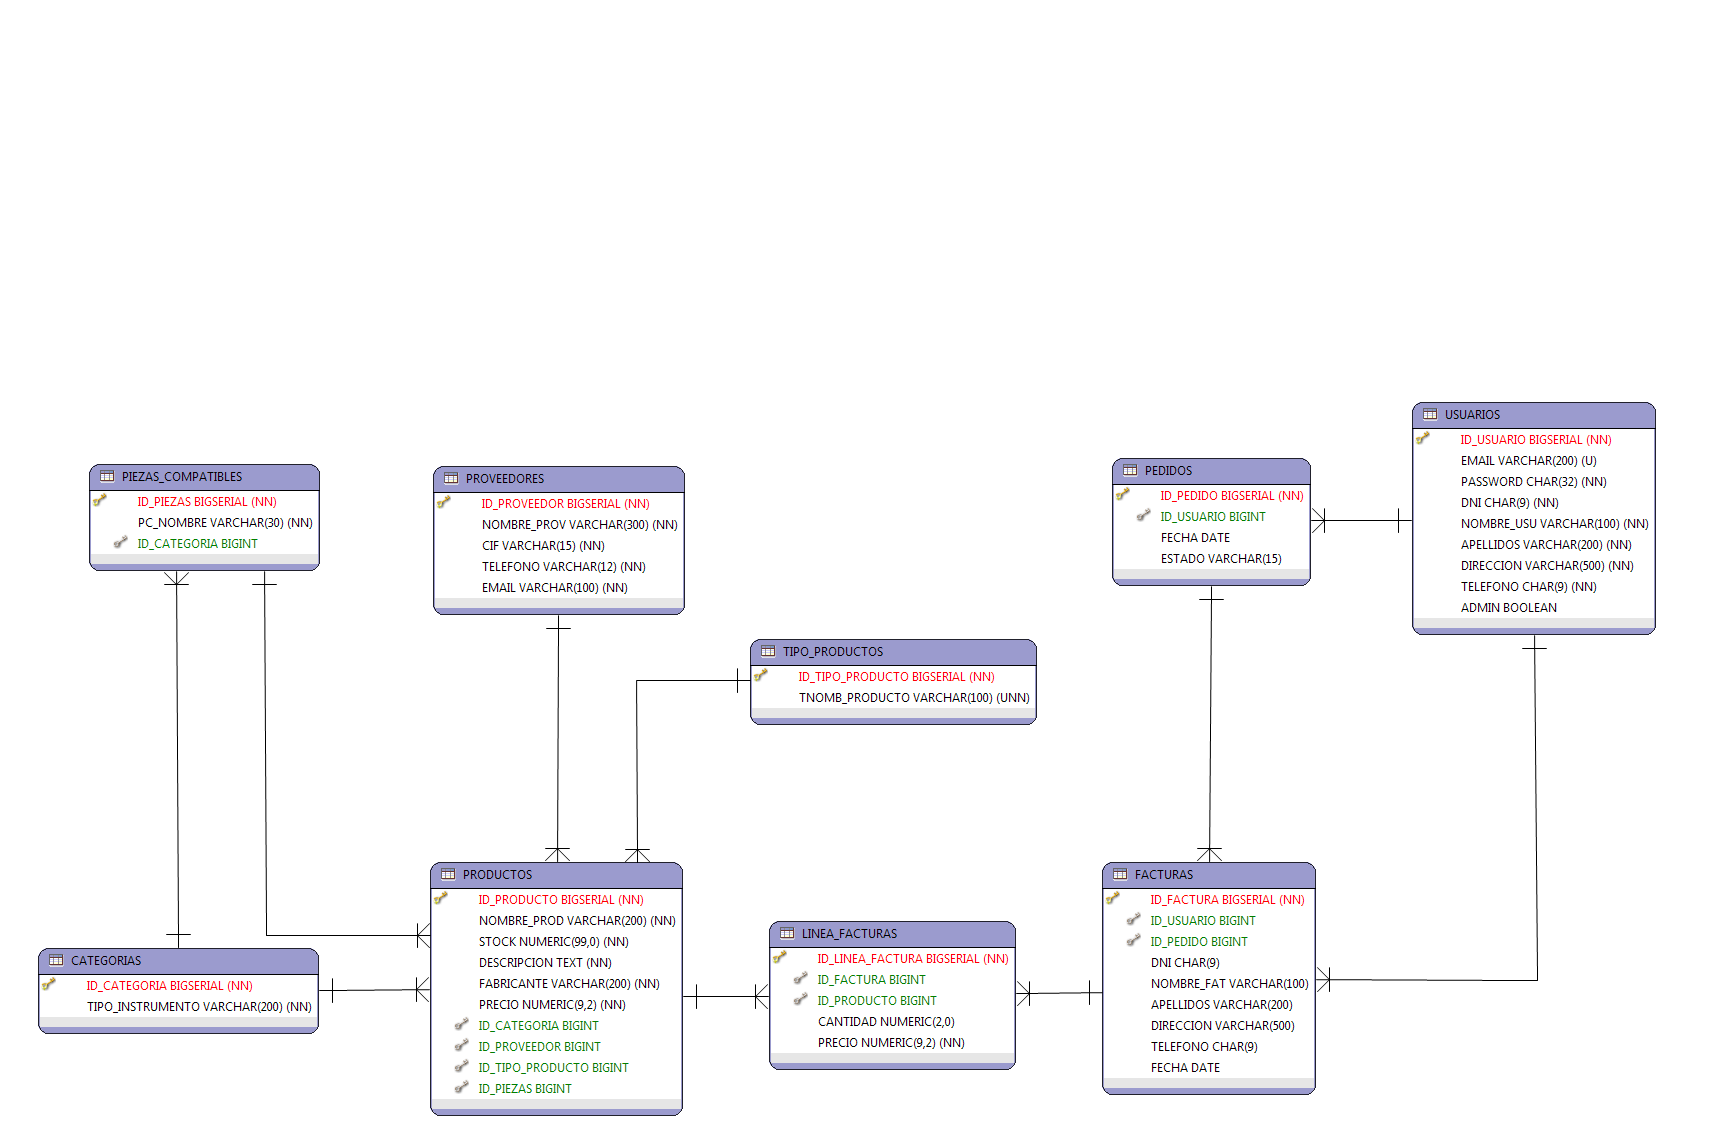 PIEZAS_COMPATIBLES
ID_PIEZAS BIGSERIAL (NN)
PC_NOMBRE VARCHAR(30) (NN)
ID_CATEGORIA BIGINT
PROVEEDORES
ID_PROVEEDOR BIGSERIAL (NN)
NOMBRE_PROV VARCHAR(300) (NN)
CIF VARCHAR(15) (NN)
TELEFONO VARCHAR(12) (NN)
EMAIL VARCHAR(100) (NN)
TIPO_PRODUCTOS
ID_TIPO_PRODUCTO BIGSERIAL (NN)
TNOMB_PRODUCTO VARCHAR(100) (UNN)
PEDIDOS
ID_PEDIDO BIGSERIAL (NN)
ID_USUARIO BIGINT
FECHA DATE
ESTADO VARCHAR(15)
USUARIOS
ID_USUARIO BIGSERIAL (NN)
EMAIL VARCHAR(200) (U)
PASSWORD CHAR(32) (NN)
DNI CHAR(9) (NN)
NOMBRE_USU VARCHAR(100) (NN)
APELLIDOS VARCHAR(200) (NN)
DIRECCION VARCHAR(500) (NN)
TELEFONO CHAR(9) (NN)
ADMIN BOOLEAN
CATEGORIAS
ID_CATEGORIA BIGSERIAL (NN)
TIPO_INSTRUMENTO VARCHAR(200) (NN)
PRODUCTOS
ID_PRODUCTO BIGSERIAL (NN)
NOMBRE_PROD VARCHAR(200) (NN)
STOCK NUMERIC(99,0) (NN)
DESCRIPCION TEXT (NN)
FABRICANTE VARCHAR(200) (NN)
PRECIO NUMERIC(9,2) (NN)
ID_CATEGORIA BIGINT
ID_PROVEEDOR BIGINT
ID_TIPO_PRODUCTO BIGINT
ID_PIEZAS BIGINT
LINEA_FACTURAS
ID_LINEA_FACTURA BIGSERIAL (NN)
ID_FACTURA BIGINT
ID_PRODUCTO BIGINT
CANTIDAD NUMERIC(2,0)
PRECIO NUMERIC(9,2) (NN)
FACTURAS
ID_FACTURA BIGSERIAL (NN)
ID_USUARIO BIGINT
ID_PEDIDO BIGINT
DNI CHAR(9)
NOMBRE_FAT VARCHAR(100)
APELLIDOS VARCHAR(200)
DIRECCION VARCHAR(500)
TELEFONO CHAR(9)
FECHA DATE